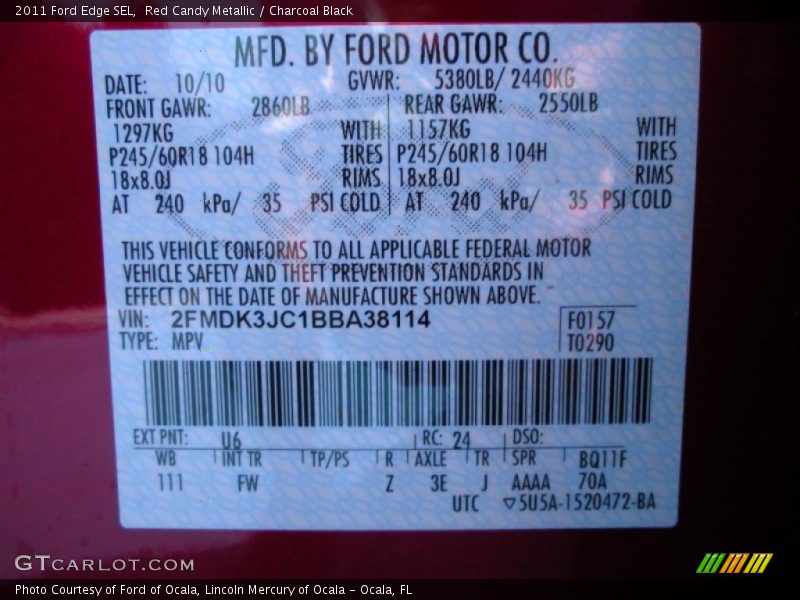 2011 Ford Edge SEL, Red Candy Metallic / Charcoal Black
MFD. BY FORD MOTOR CO.
DATE: 10/10 GVWR: 5380LB/ 2440KG
FRONT GAWR: 2860LB REAR GAWR: 2550LB
1297KG WITH 1157KG WITH
P245/60R18 104H TIRES P245/60R18 104H TIRES
18x8.0J RIMS 18x8.0J RIMS
AT 240 kPa/ 35 PSI COLD AT 240 kPa/ 35 PSI COLD
THIS VEHICLE CONFORMS TO ALL APPLICABLE FEDERAL MOTOR
VEHICLE SAFETY AND THEFT PREVENTION STANDARDS IN
EFFECT ON THE DATE OF MANUFACTURE SHOWN ABOVE.
VIN: 2FMDK3JC1BBA38114 F0157
TYPE: MPV T0290
EXT PNT: U6 RC: 24 DSO:
WB INT TR TP/PS R AXLE TR SPR BQ11F
111 FW Z 3E J AAAA 70A
UTC ▽5U5A-1520472-BA
GTCARLOT.COM
Photo Courtesy of Ford of Ocala, Lincoln Mercury of Ocala - Ocala, FL